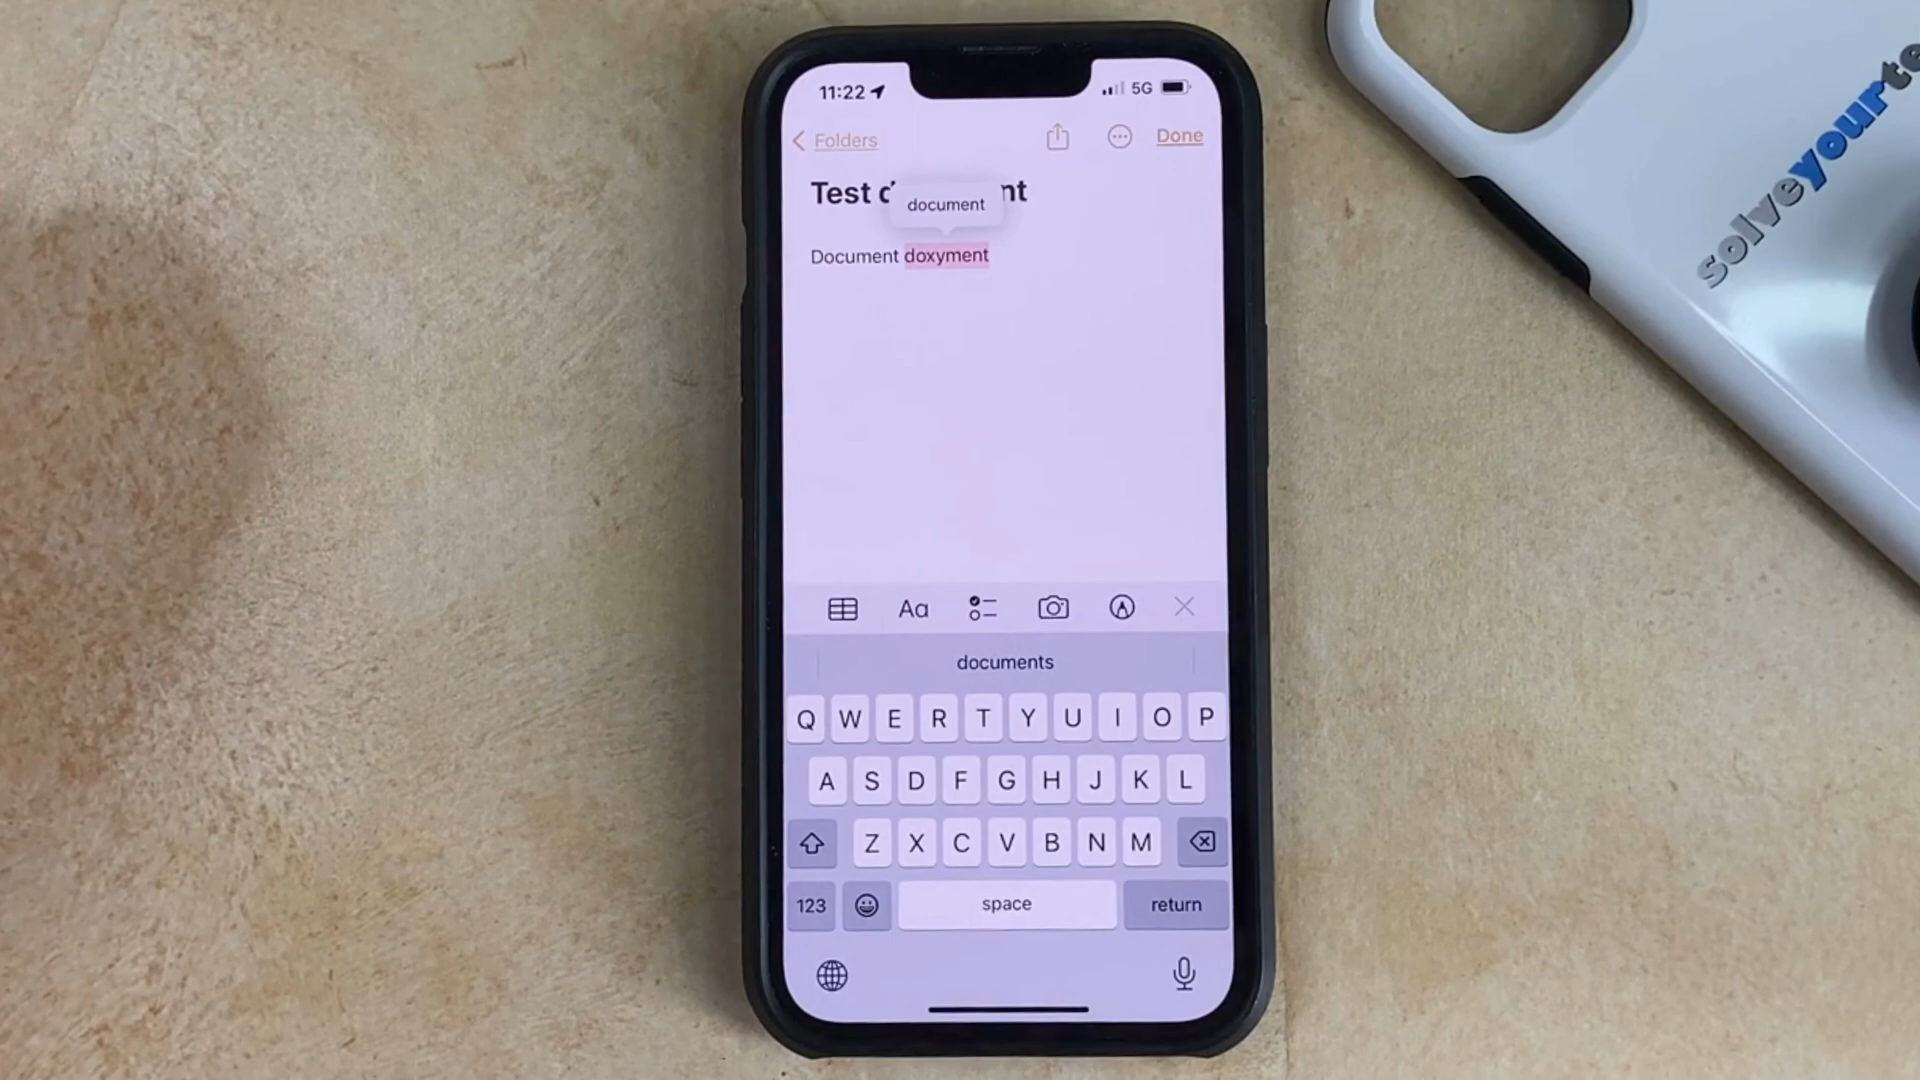 solveyourte
11:22
5G
Folders
Done
Test d nt
document
Document doxyment
Aa
documents
Q W E R T Y U I O P
A S D F G H J K L
Z X C V B N M
123
space
return